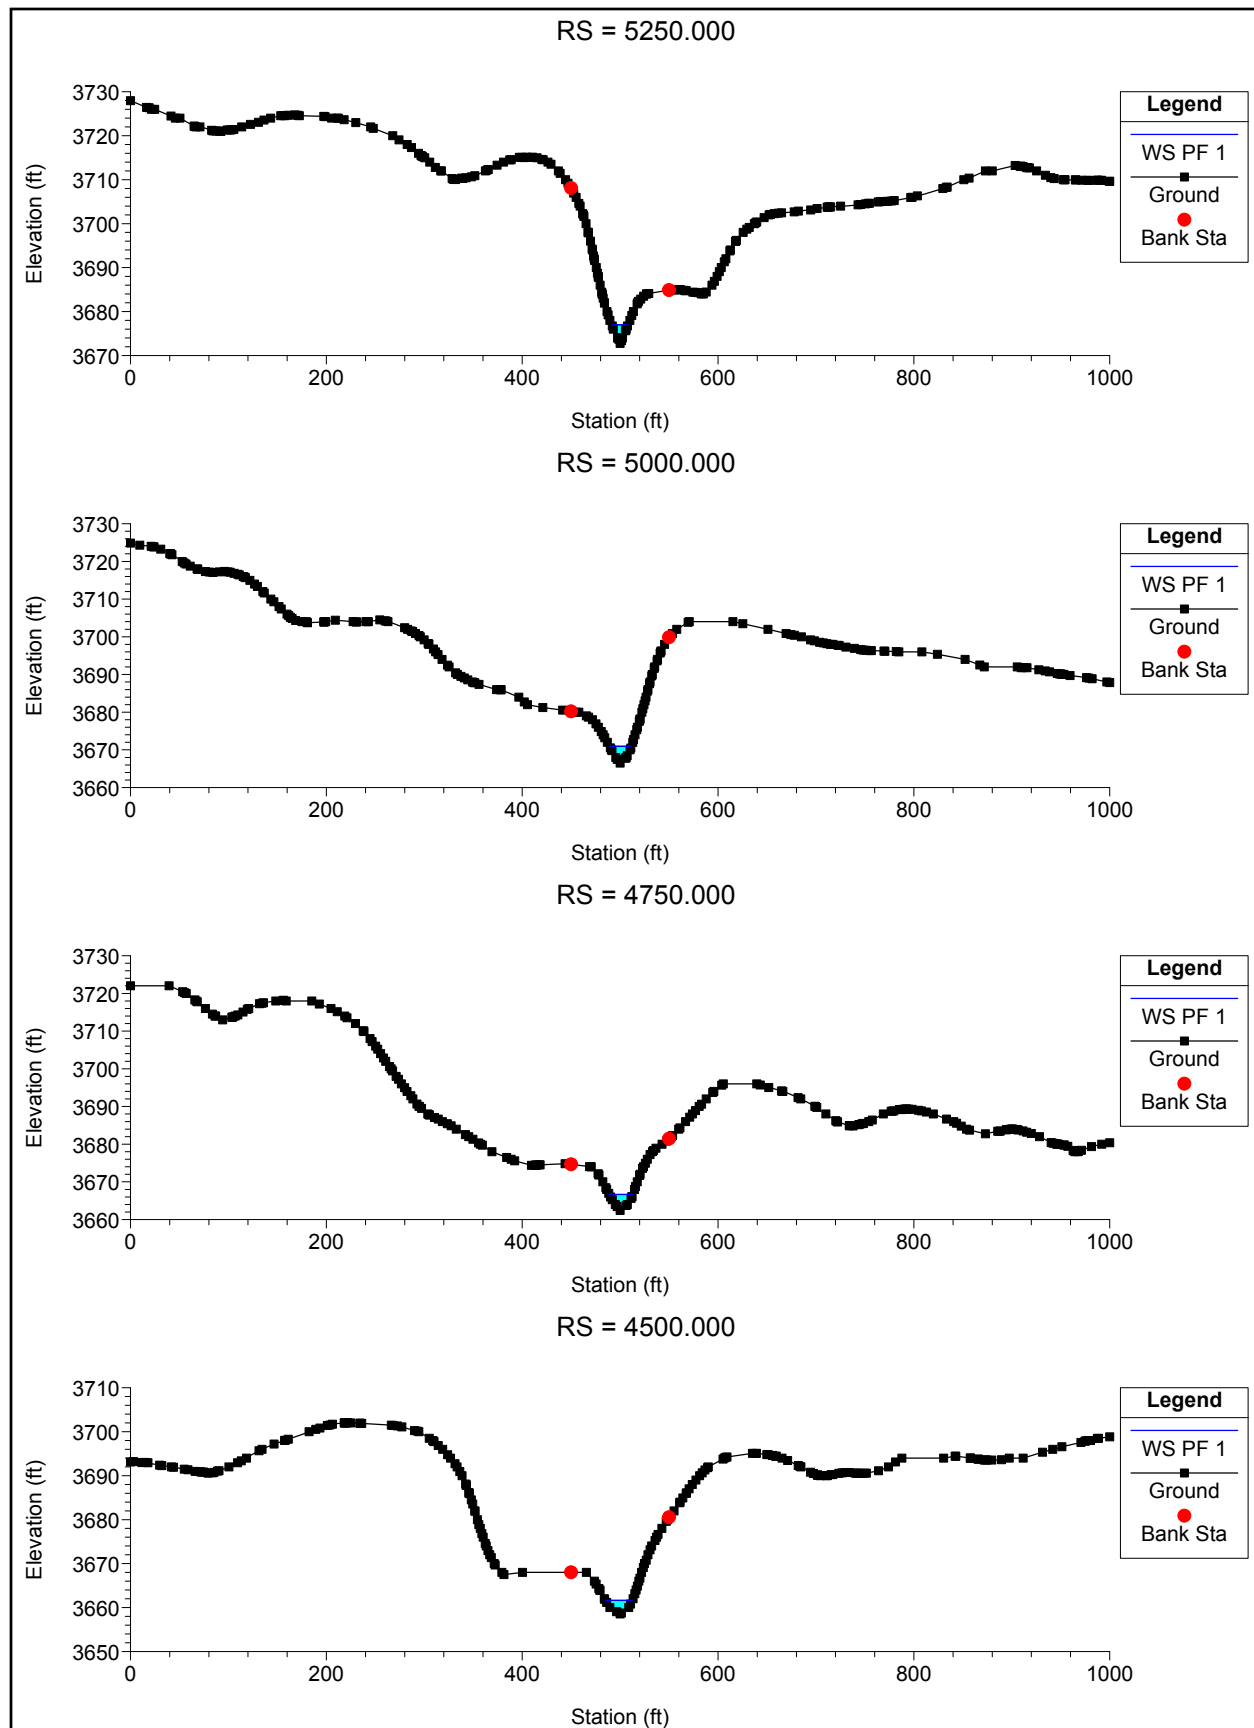 RS = 5250.000
3730
3720
3710
3700
3690
3680
3670
Elevation (ft)
0 200 400 600 800 1000
Station (ft)
Legend
WS PF 1
Ground
Bank Sta
RS = 5000.000
3730
3720
3710
3700
3690
3680
3670
3660
Elevation (ft)
0 200 400 600 800 1000
Station (ft)
Legend
WS PF 1
Ground
Bank Sta
RS = 4750.000
3730
3720
3710
3700
3690
3680
3670
3660
Elevation (ft)
0 200 400 600 800 1000
Station (ft)
Legend
WS PF 1
Ground
Bank Sta
RS = 4500.000
3710
3700
3690
3680
3670
3660
3650
Elevation (ft)
0 200 400 600 800 1000
Station (ft)
Legend
WS PF 1
Ground
Bank Sta